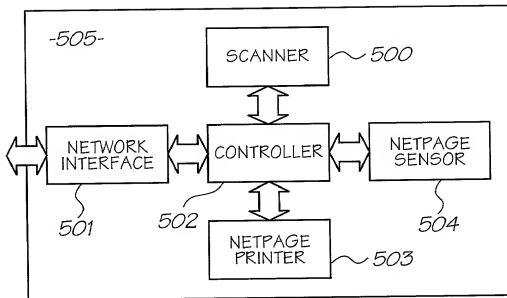 -505-
SCANNER
500
NETWORK
INTERFACE
CONTROLLER
NETPAGE
SENSOR
501
502
504
NETPAGE
PRINTER
503